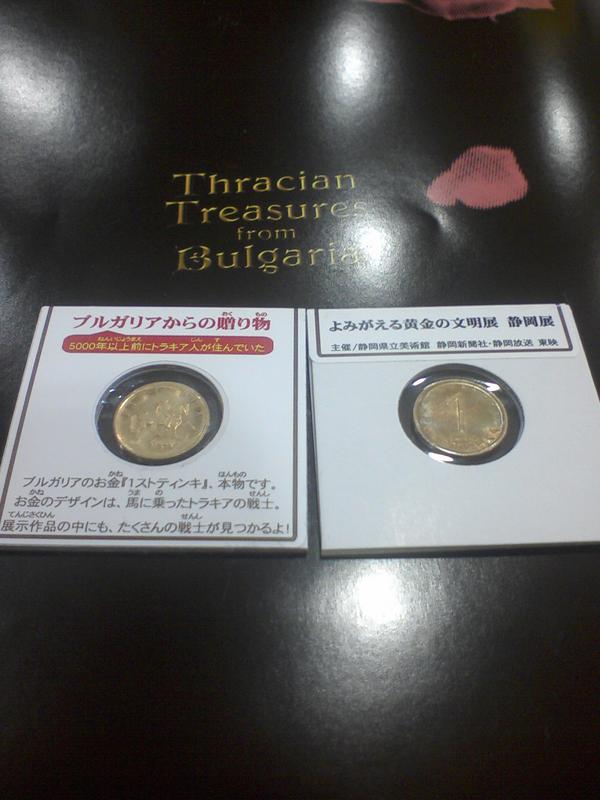 Thracian
Treasures
from
Bulgaria
ブルガリアからの贈り物
5000年以上前にトラキア人が住んでいた
ブルガリアのお金『1ストティンキ』、本物です。
お金のデザインは、馬に乗ったトラキアの戦士。
展示作品の中にも、たくさんの戦士が見つかるよ!
よみがえる黄金の文明展 静岡展
主催/静岡県立美術館 静岡新聞社・静岡放送 東映
1